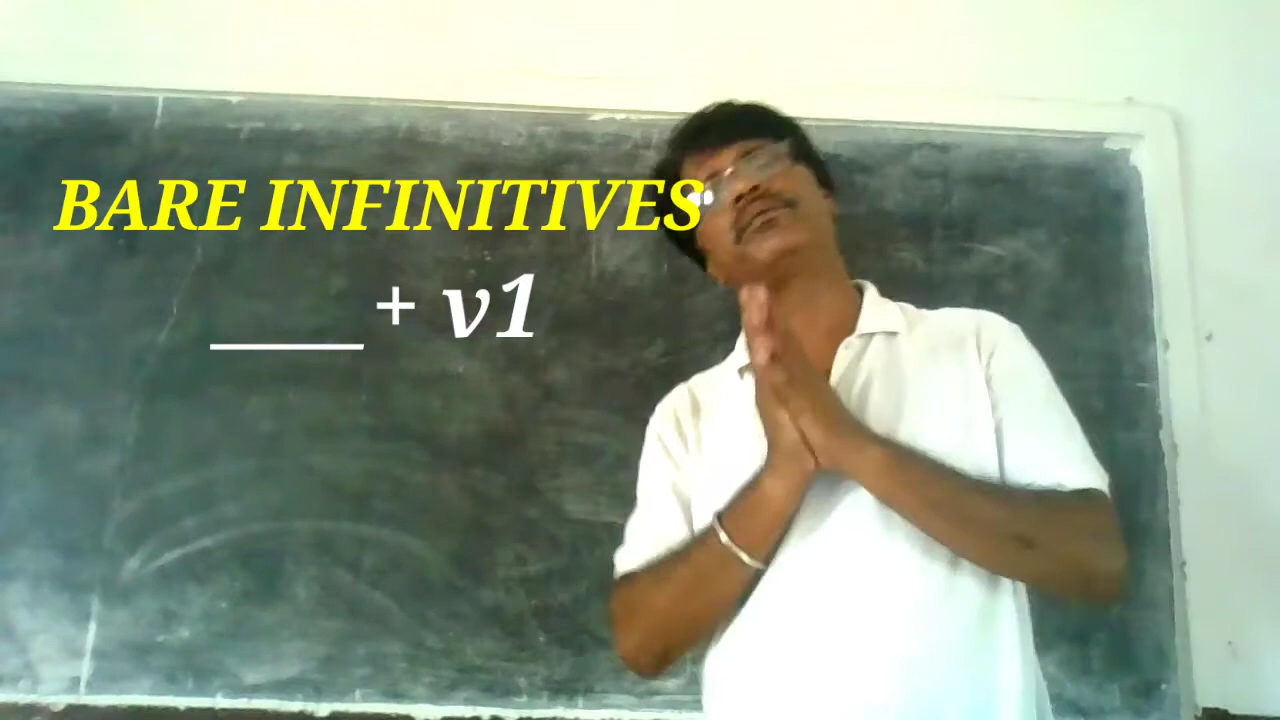 BARE INFINITIVES
____ + v1